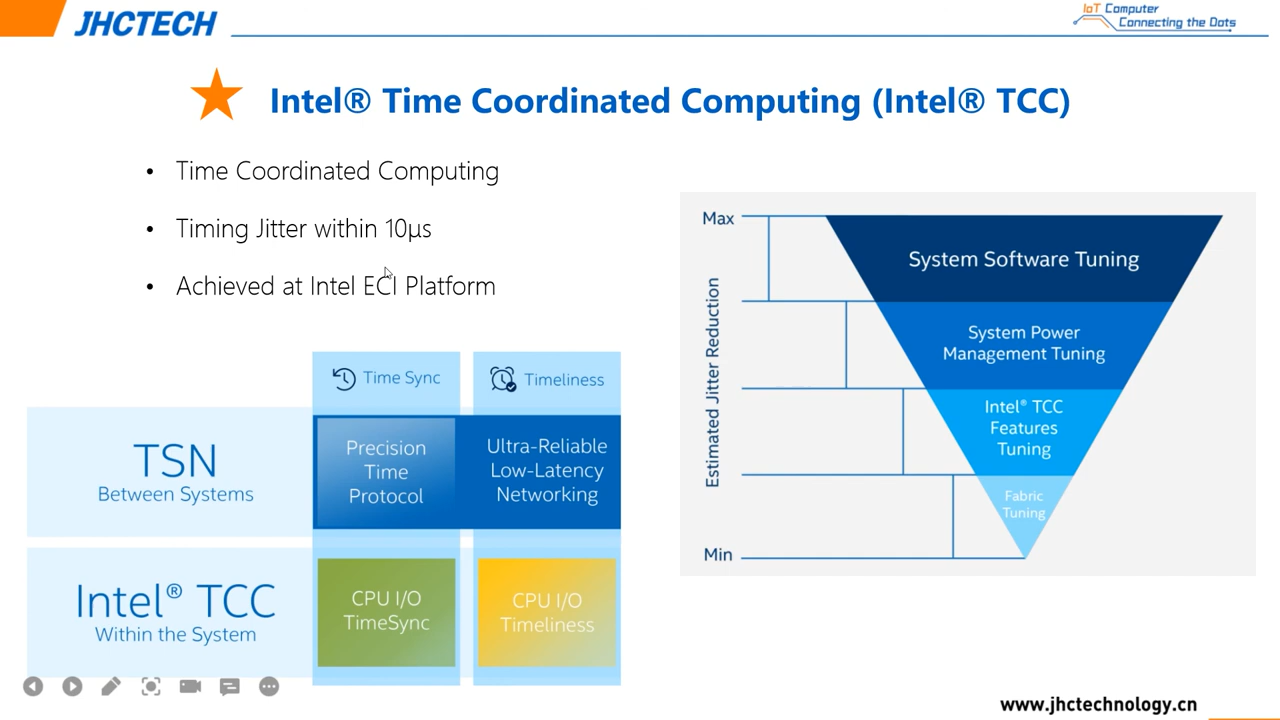 JHCTECH
IoT Computer
Connecting the Dots
Intel® Time Coordinated Computing (Intel® TCC)
• Time Coordinated Computing
• Timing Jitter within 10μs
• Achieved at Intel ECI Platform
Time Sync
Timeliness
TSN
Between Systems
Precision
Time
Protocol
Ultra-Reliable
Low-Latency
Networking
Intel® TCC
Within the System
CPU I/O
TimeSync
CPU I/O
Timeliness
Max
Estimated Jitter Reduction
Min
System Software Tuning
System Power
Management Tuning
Intel® TCC
Features
Tuning
Fabric
Tuning
www.jhctechnology.cn